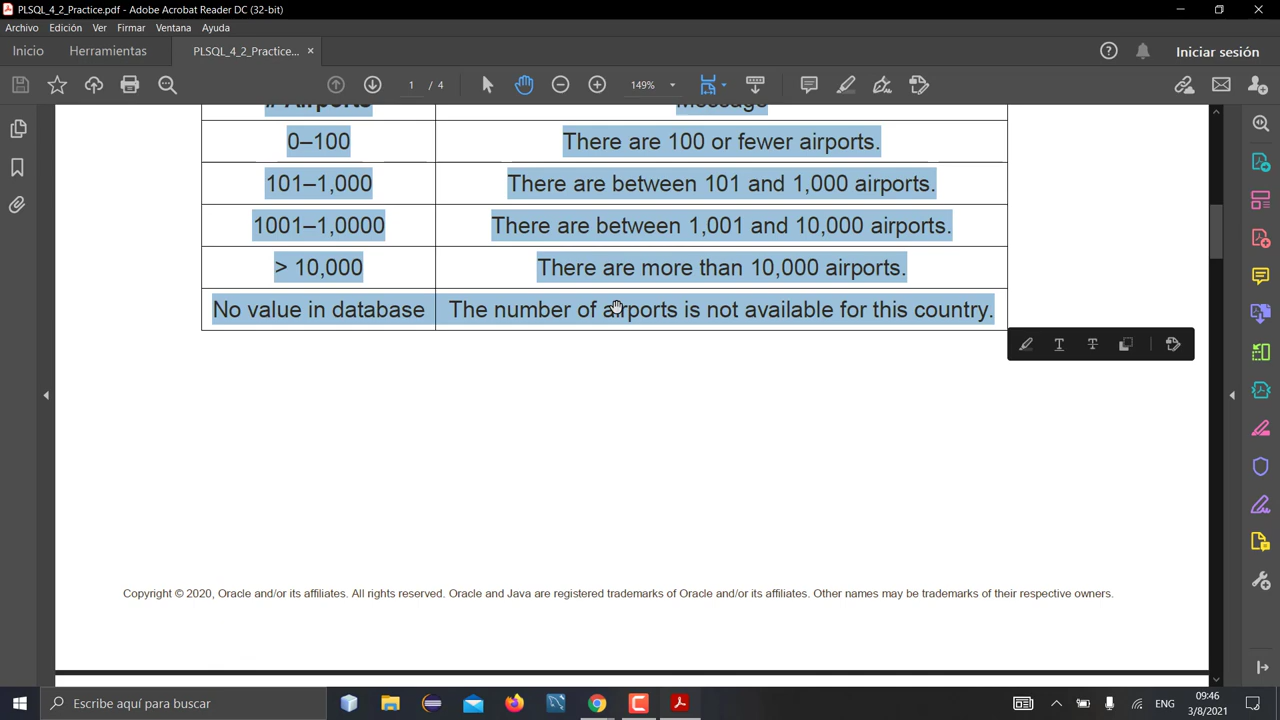 PLSQL_4_2_Practice.pdf - Adobe Acrobat Reader DC (32-bit)
Archivo Edición Ver Firmar Ventana Ayuda
Inicio Herramientas PLSQL_4_2_Practice... × Iniciar sesión
1 / 4 149%
# Airports Message
0–100 There are 100 or fewer airports.
101–1,000 There are between 101 and 1,000 airports.
1001–1,0000 There are between 1,001 and 10,000 airports.
> 10,000 There are more than 10,000 airports.
No value in database The number of airports is not available for this country.
Copyright © 2020, Oracle and/or its affiliates. All rights reserved. Oracle and Java are registered trademarks of Oracle and/or its affiliates. Other names may be trademarks of their respective owners.
Escribe aquí para buscar
ENG
09:46
3/8/2021